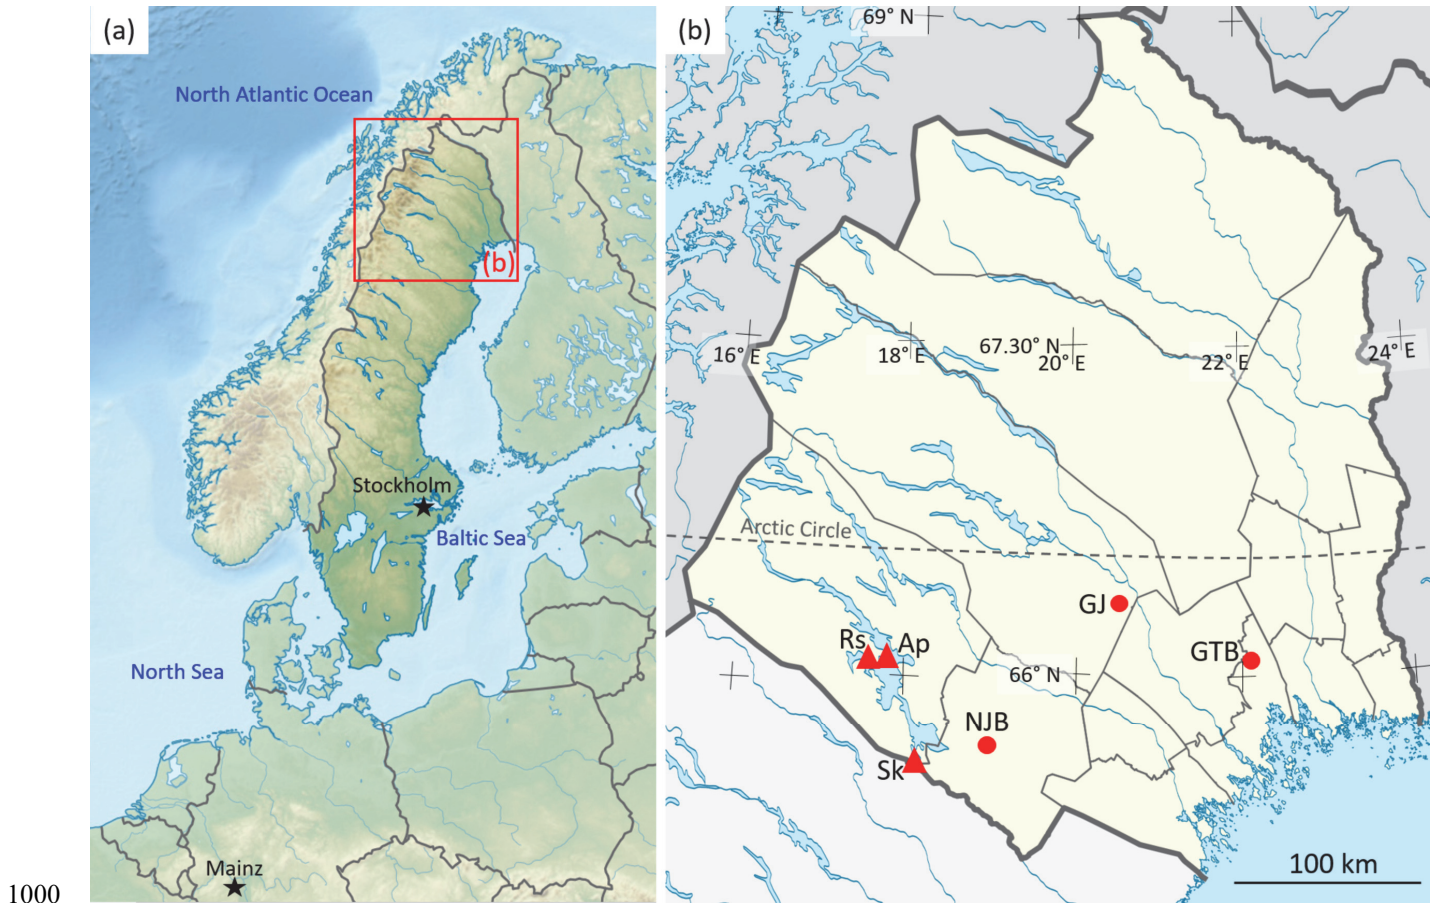 (a)
North Atlantic Ocean
(b)
Stockholm
Baltic Sea
North Sea
Mainz
1000
(b)
69° N
16° E
18° E
67.30° N
20° E
22° E
24° E
Arctic Circle
GJ
Rs
Ap
GTB
66° N
NJB
Sk
100 km